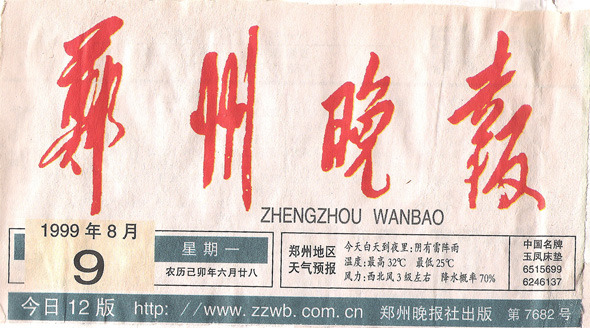 郑州晚报
ZHENGZHOU WANBAO
1999年8月
9
星期一
农历己卯年六月廿八
郑州地区
天气预报
今天白天到夜里:阴有雷阵雨
温度:最高32℃ 最低25℃
风力:西北风3级左右 降水概率70%
中国名牌
玉凤床垫
6515699
6246137
今日12版 http: //www.zzwb.com.cn 郑州晚报社出版 第7682号